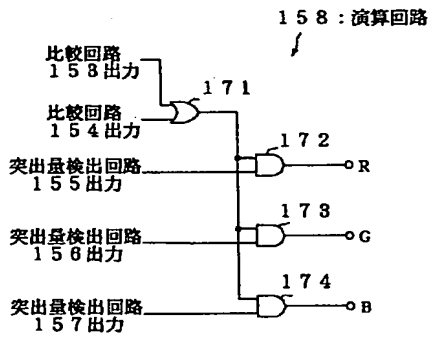 １５８：演算回路
比較回路
１５３出力
１７１
比較回路
１５４出力
１７２
突出量検出回路
１５５出力
R
１７３
突出量検出回路
１５６出力
G
１７４
突出量検出回路
１５７出力
B